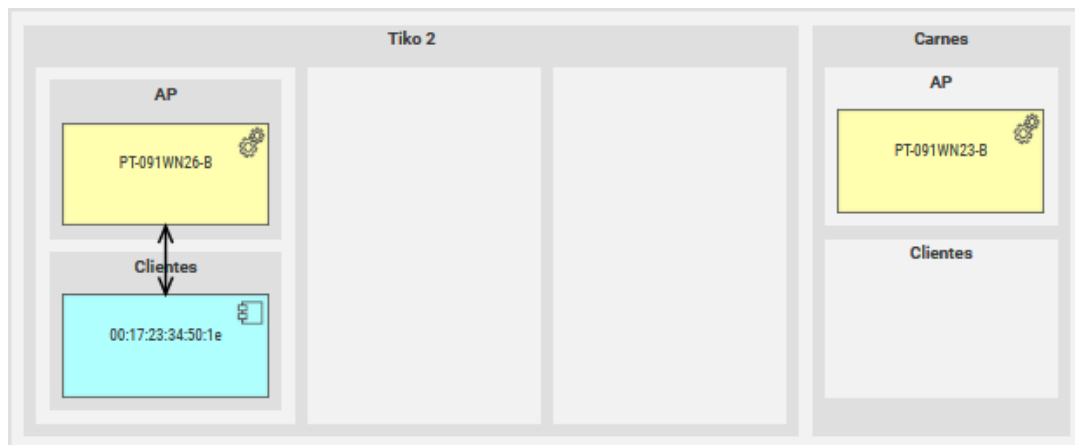 Tiko 2
AP
PT-091WN26-B
Clientes
00:17:23:34:50:1e
Carnes
AP
PT-091WN23-B
Clientes